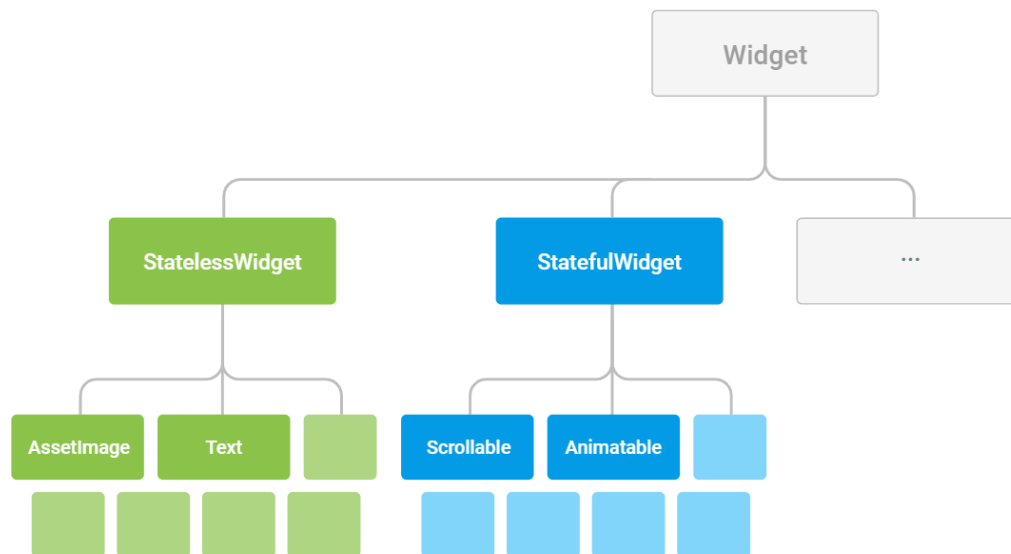 Widget
StatelessWidget
StatefulWidget
...
AssetImage
Text
Scrollable
Animatable